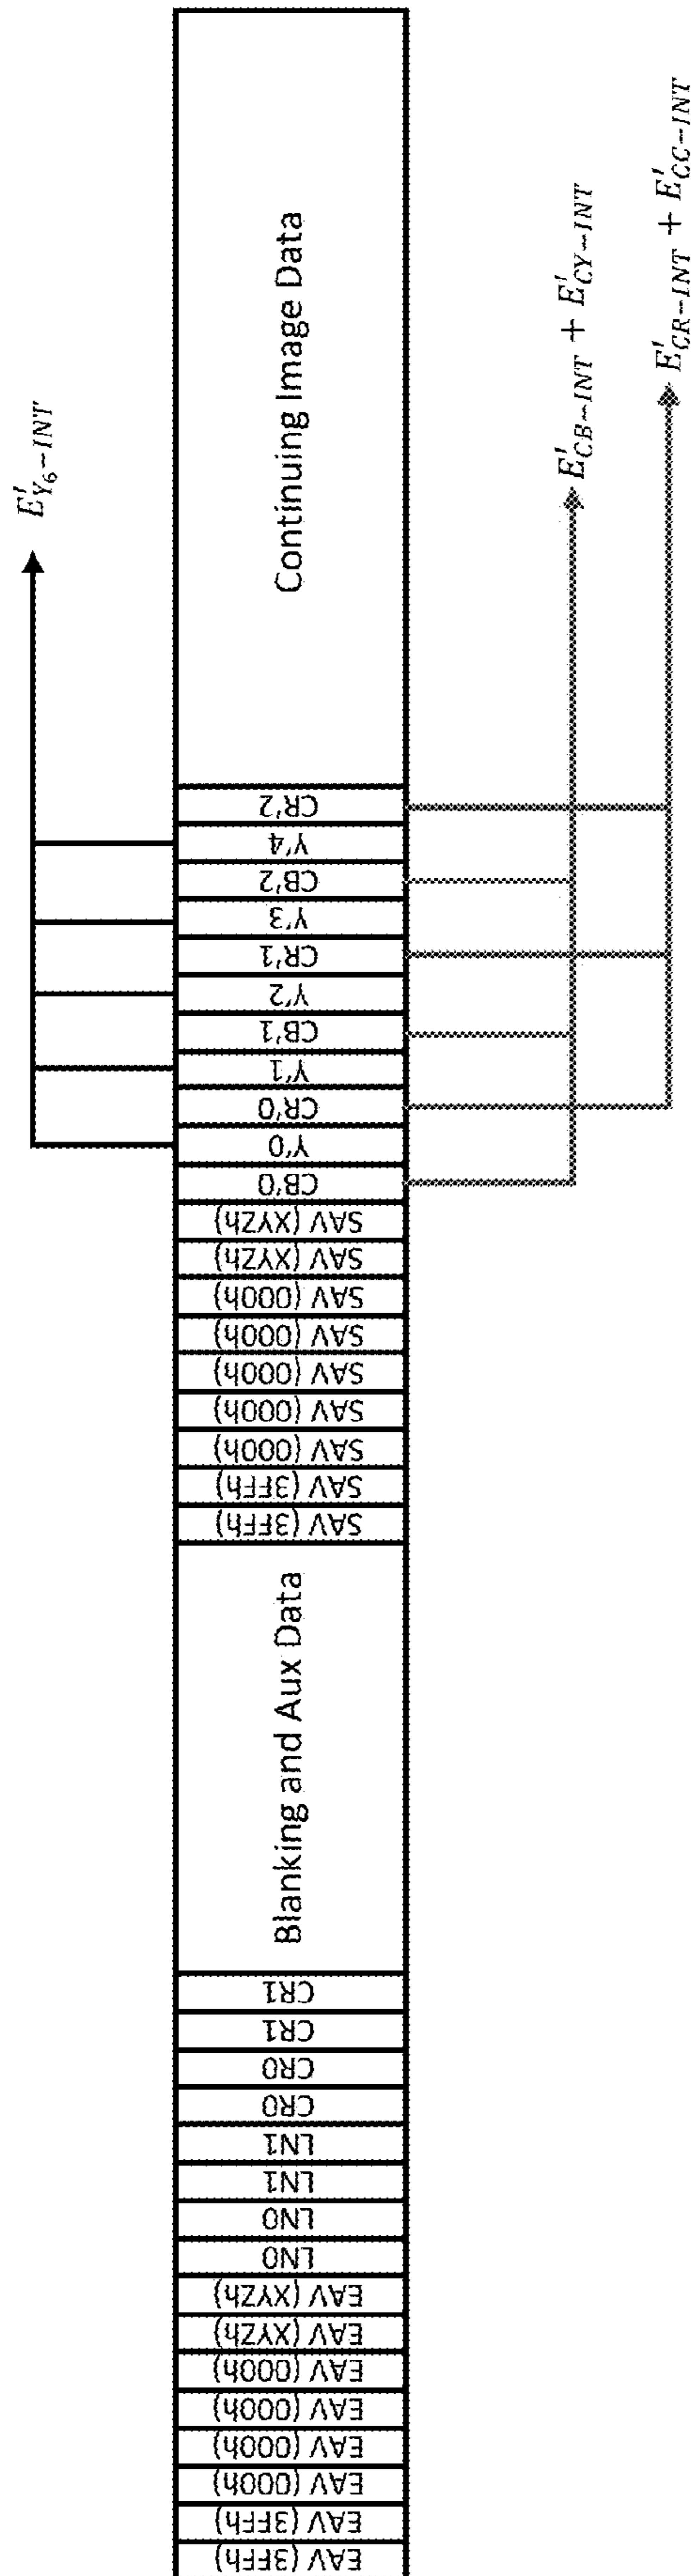 E'Y₆−INT
EAV (3FFh)
EAV (3FFh)
EAV (000h)
EAV (000h)
EAV (000h)
EAV (000h)
EAV (XYZh)
EAV (XYZh)
LN0
LN0
LN1
LN1
CR0
CR0
CR1
CR1
Blanking and Aux Data
SAV (3FFh)
SAV (3FFh)
SAV (000h)
SAV (000h)
SAV (000h)
SAV (000h)
SAV (000h)
SAV (XYZh)
SAV (XYZh)
CB'0
Y'0
CR'0
Y'1
CB'1
Y'2
CR'1
Y'3
CB'2
Y'4
CR'2
Continuing Image Data
E'CB−INT + E'CY−INT
E'CR−INT + E'CC−INT